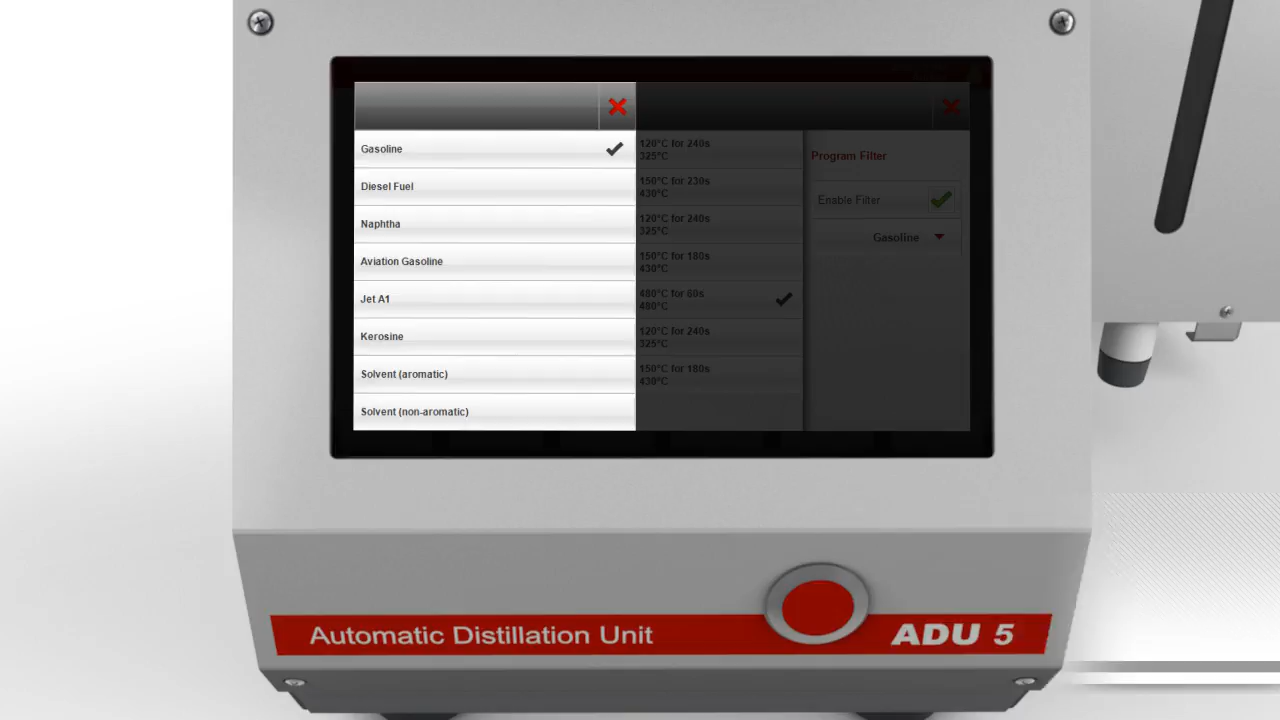 Gasoline
Diesel Fuel
Naphtha
Aviation Gasoline
Jet A1
Kerosine
Solvent (aromatic)
Solvent (non-aromatic)
120°C for 240s
325°C
150°C for 230s
430°C
120°C for 240s
325°C
150°C for 180s
430°C
480°C for 60s
480°C
120°C for 240s
325°C
150°C for 180s
430°C
Program Filter
Enable Filter
Gasoline
Automatic Distillation Unit
ADU 5